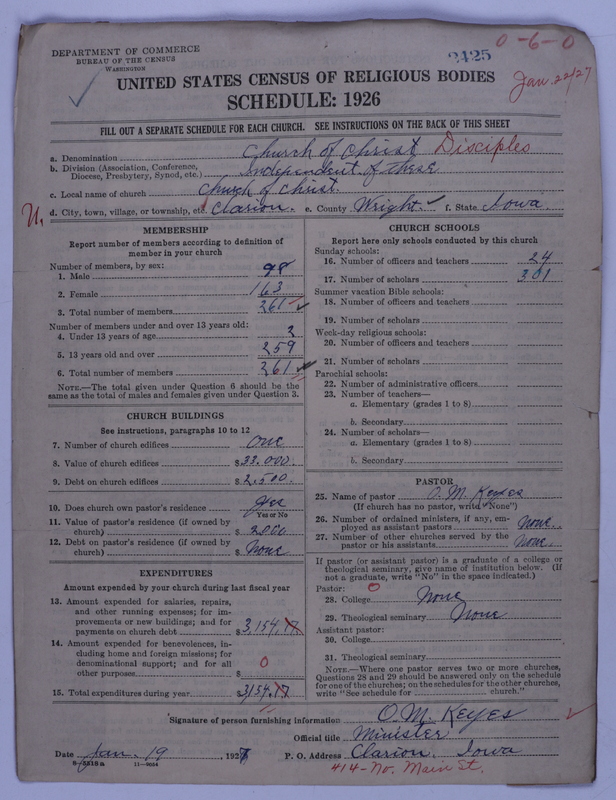 DEPARTMENT OF COMMERCE
BUREAU OF THE CENSUS
WASHINGTON
2425
0-6-0
Jan. 22/27
UNITED STATES CENSUS OF RELIGIOUS BODIES
SCHEDULE: 1926
FILL OUT A SEPARATE SCHEDULE FOR EACH CHURCH. SEE INSTRUCTIONS ON THE BACK OF THIS SHEET
a. Denomination Church of Christ Disciples
b. Division (Association, Conference, Diocese, Presbytery, Synod, etc.) Independent of these
c. Local name of church Church of Christ.
U. d. City, town, village, or township, etc. Clarion. e. County Wright. f. State Iowa.
MEMBERSHIP
Report number of members according to definition of
member in your church
Number of members, by sex:
1. Male 98
2. Female 163
3. Total number of members 261
Number of members under and over 13 years old:
4. Under 13 years of age 2
5. 13 years old and over 259
6. Total number of members 261
NOTE.—The total given under Question 6 should be the
same as the total of males and females given under Question 3.
CHURCH BUILDINGS
See instructions, paragraphs 10 to 12
7. Number of church edifices One
8. Value of church edifices $33.000.
9. Debt on church edifices $2,500.
10. Does church own pastor's residence Yes
Yes or No
11. Value of pastor's residence (if owned by
church) $2000
12. Debt on pastor's residence (if owned by
church) $None
EXPENDITURES
Amount expended by your church during last fiscal year
13. Amount expended for salaries, repairs,
and other running expenses; for im-
provements or new buildings; and for
payments on church debt $3,154.17
14. Amount expended for benevolences, in-
cluding home and foreign missions; for
denominational support; and for all
other purposes $ 0
15. Total expenditures during year $3,154.17
CHURCH SCHOOLS
Report here only schools conducted by this church
Sunday schools:
16. Number of officers and teachers 24
17. Number of scholars 301
Summer vacation Bible schools:
18. Number of officers and teachers
19. Number of scholars
Week-day religious schools:
20. Number of officers and teachers
21. Number of scholars
Parochial schools:
22. Number of administrative officers
23. Number of teachers—
a. Elementary (grades 1 to 8)
b. Secondary
24. Number of scholars—
a. Elementary (grades 1 to 8)
b. Secondary
PASTOR
25. Name of pastor O. M. Keyes
(If church has no pastor, write "None")
26. Number of ordained ministers, if any, em-
ployed as assistant pastors None.
27. Number of other churches served by the
pastor or his assistants None.
If pastor (or assistant pastor) is a graduate of a college or
theological seminary, give name of institution below. (If
not a graduate, write "No" in the space indicated.)
Pastor: 0
28. College None
29. Theological seminary None
Assistant pastor:
30. College
31. Theological seminary
NOTE.—Where one pastor serves two or more churches,
Questions 28 and 29 should be answered only on the schedule
for one of the churches; on the schedules for the other churches,
write "See schedule for church."
Signature of person furnishing information O. M. Keyes
Official title Minister
Date Jan. 19, 1927 P. O. Address Clarion, Iowa
8-5319a 11-9044
414-No. Main St.